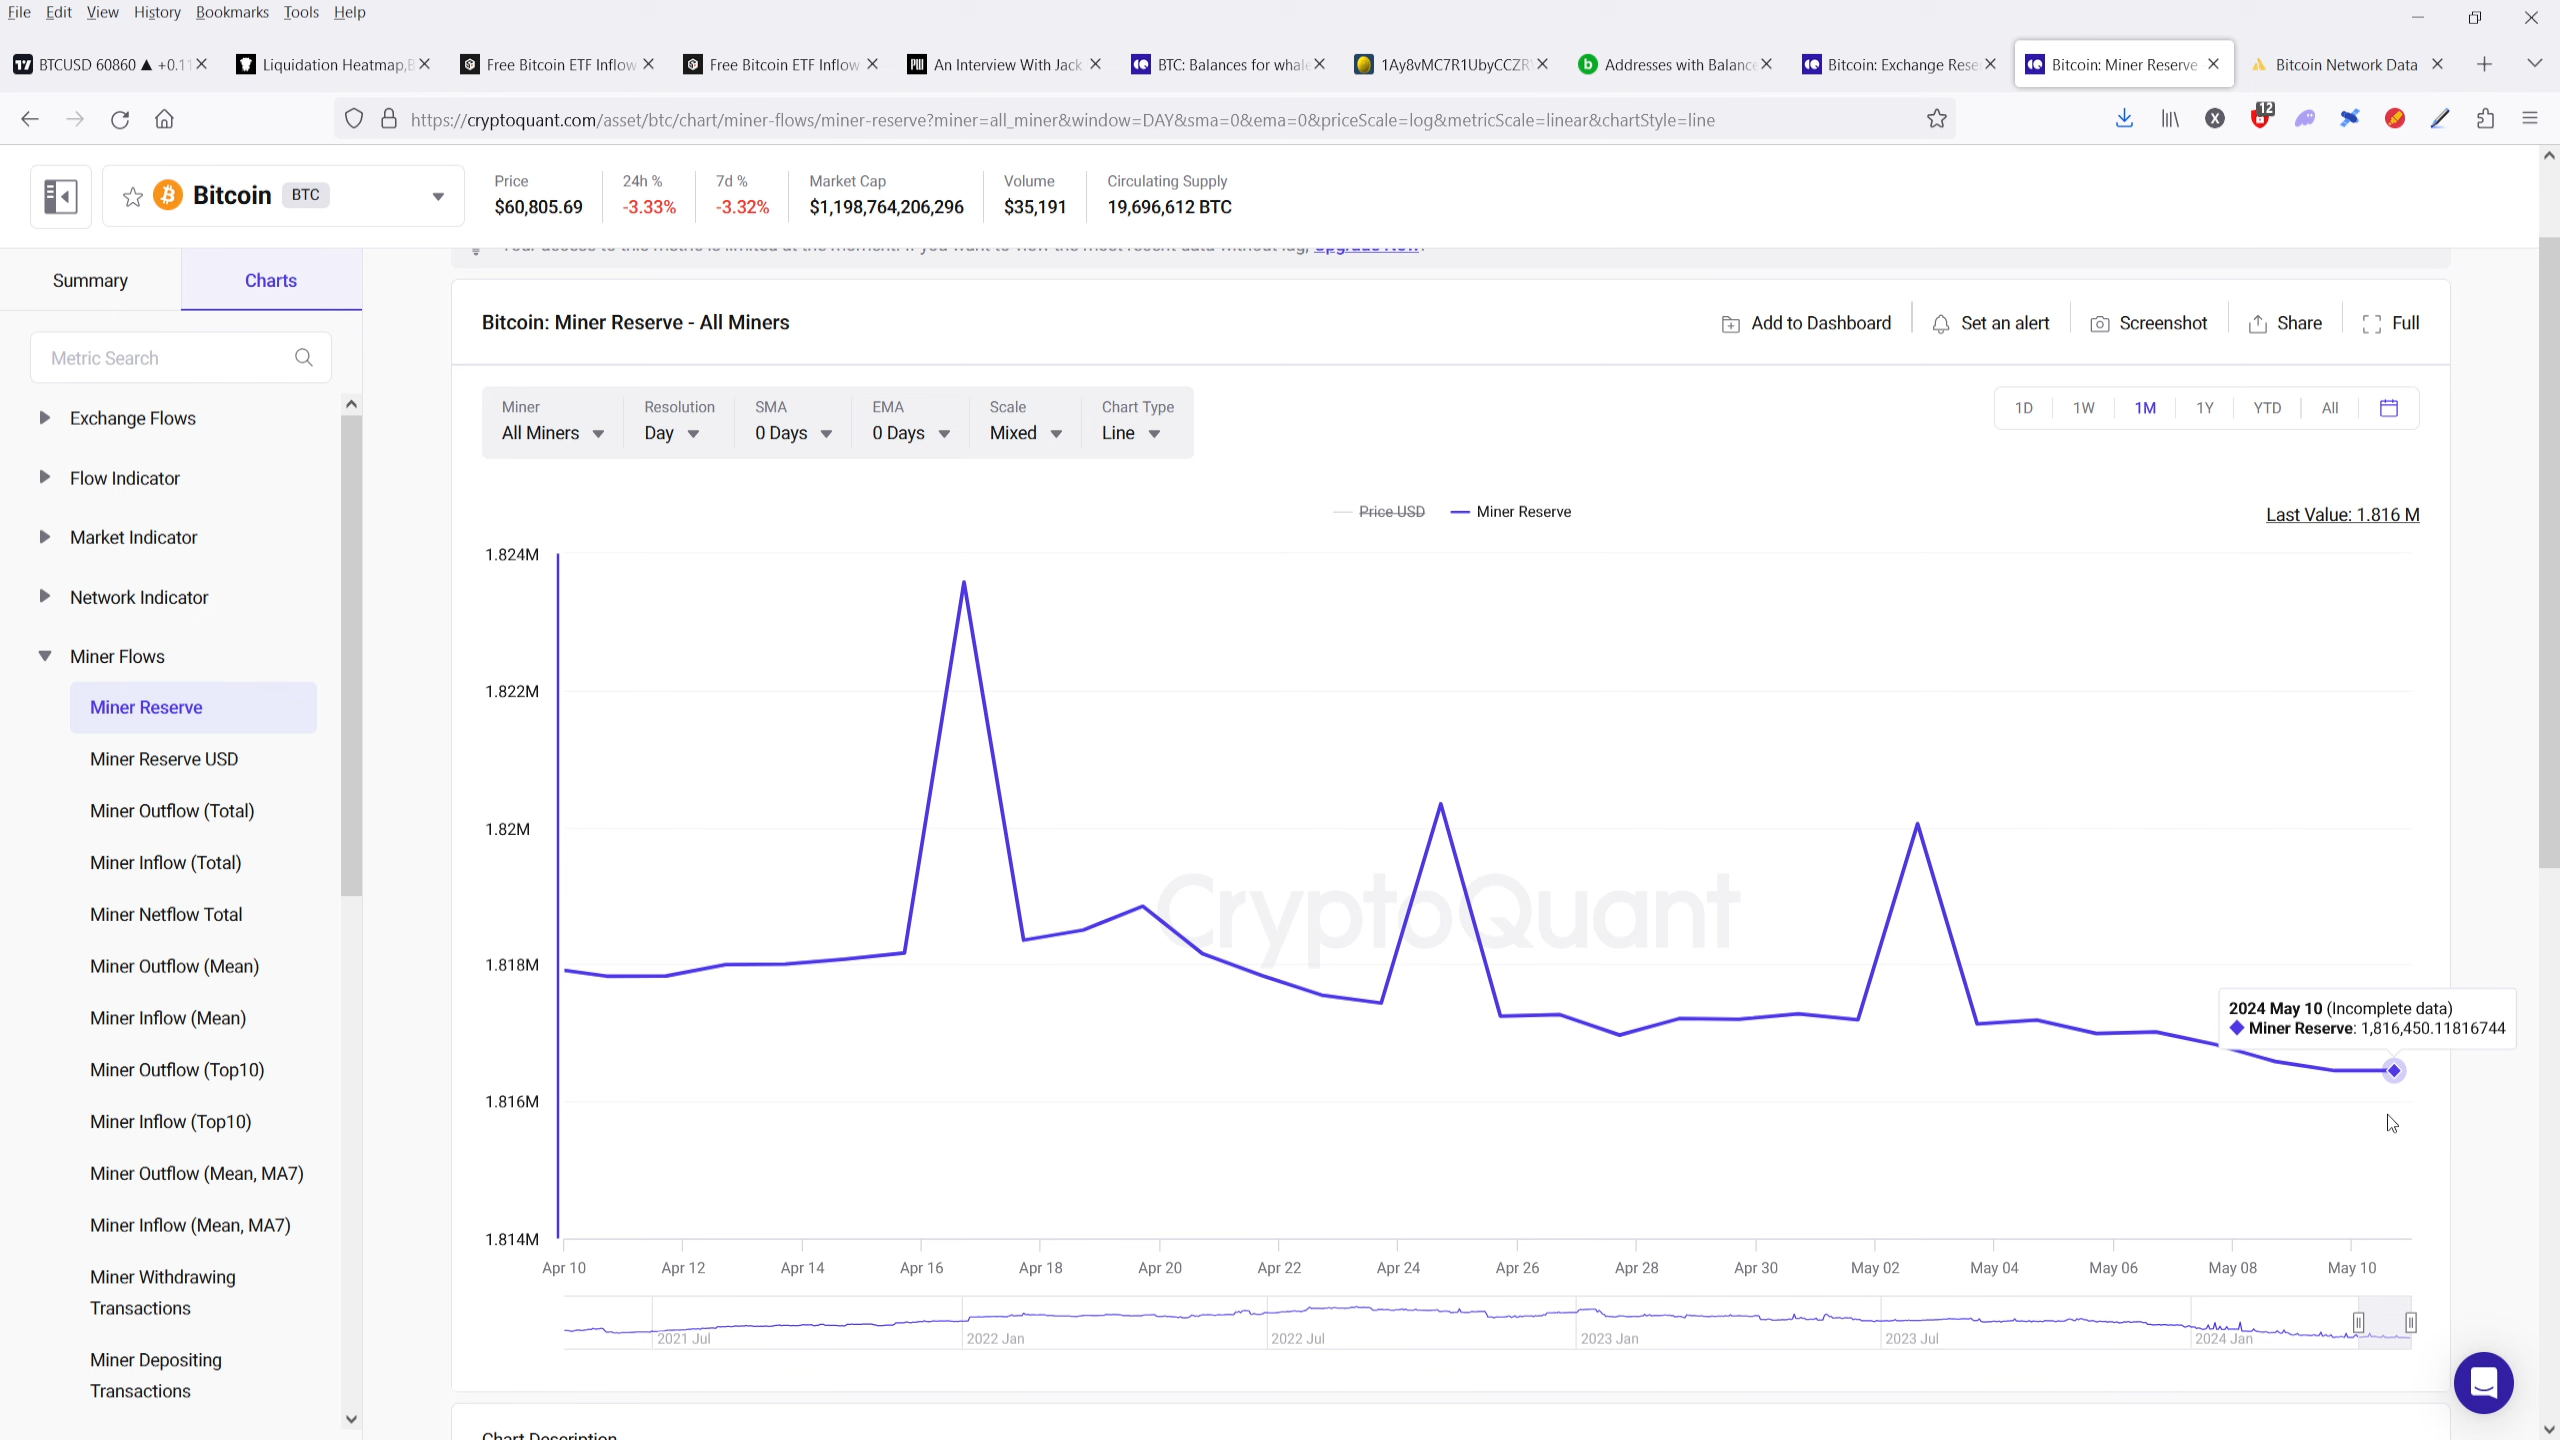 File Edit View History Bookmarks Tools Help
BTCUSD 60860 ▲ +0.11
Liquidation Heatmap,B
Free Bitcoin ETF Inflow
Free Bitcoin ETF Inflow
An Interview With Jack
BTC: Balances for whale
1Ay8vMC7R1UbyCCZR
Addresses with Balance
Bitcoin: Exchange Rese
Bitcoin: Miner Reserve
Bitcoin Network Data
https://cryptoquant.com/asset/btc/chart/miner-flows/miner-reserve?miner=all_miner&window=DAY&sma=0&ema=0&priceScale=log&metricScale=linear&chartStyle=line
12
Bitcoin BTC
Price 24h % 7d % Market Cap Volume Circulating Supply
$60,805.69 -3.33% -3.32% $1,198,764,206,296 $35,191 19,696,612 BTC
Summary Charts
Metric Search
Exchange Flows
Flow Indicator
Market Indicator
Network Indicator
Miner Flows
Miner Reserve
Miner Reserve USD
Miner Outflow (Total)
Miner Inflow (Total)
Miner Netflow Total
Miner Outflow (Mean)
Miner Inflow (Mean)
Miner Outflow (Top10)
Miner Inflow (Top10)
Miner Outflow (Mean, MA7)
Miner Inflow (Mean, MA7)
Miner Withdrawing
Transactions
Miner Depositing
Transactions
Bitcoin: Miner Reserve - All Miners
Add to Dashboard Set an alert Screenshot Share Full
Miner Resolution SMA EMA Scale Chart Type
All Miners Day 0 Days 0 Days Mixed Line
1D 1W 1M 1Y YTD All
Price USD Miner Reserve
Last Value: 1.816 M
1.824M
1.822M
1.82M
1.818M
1.816M
1.814M
CryptoQuant
2024 May 10 (Incomplete data)
Miner Reserve: 1,816,450.11816744
Apr 10 Apr 12 Apr 14 Apr 16 Apr 18 Apr 20 Apr 22 Apr 24 Apr 26 Apr 28 Apr 30 May 02 May 04 May 06 May 08 May 10
2021 Jul 2022 Jan 2022 Jul 2023 Jan 2023 Jul 2024 Jan
Chart Description